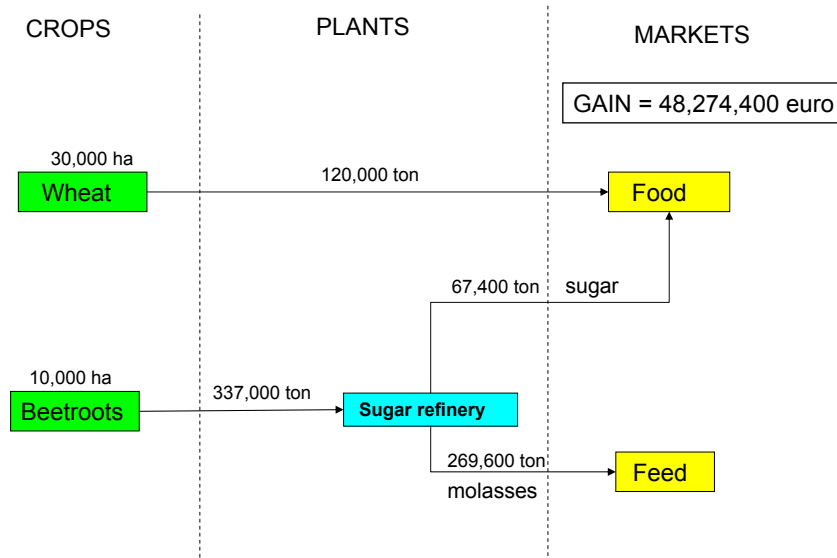 CROPS
PLANTS
MARKETS
GAIN = 48,274,400 euro
30,000 ha
Wheat
120,000 ton
Food
67,400 ton
sugar
10,000 ha
Beetroots
337,000 ton
Sugar refinery
269,600 ton
molasses
Feed